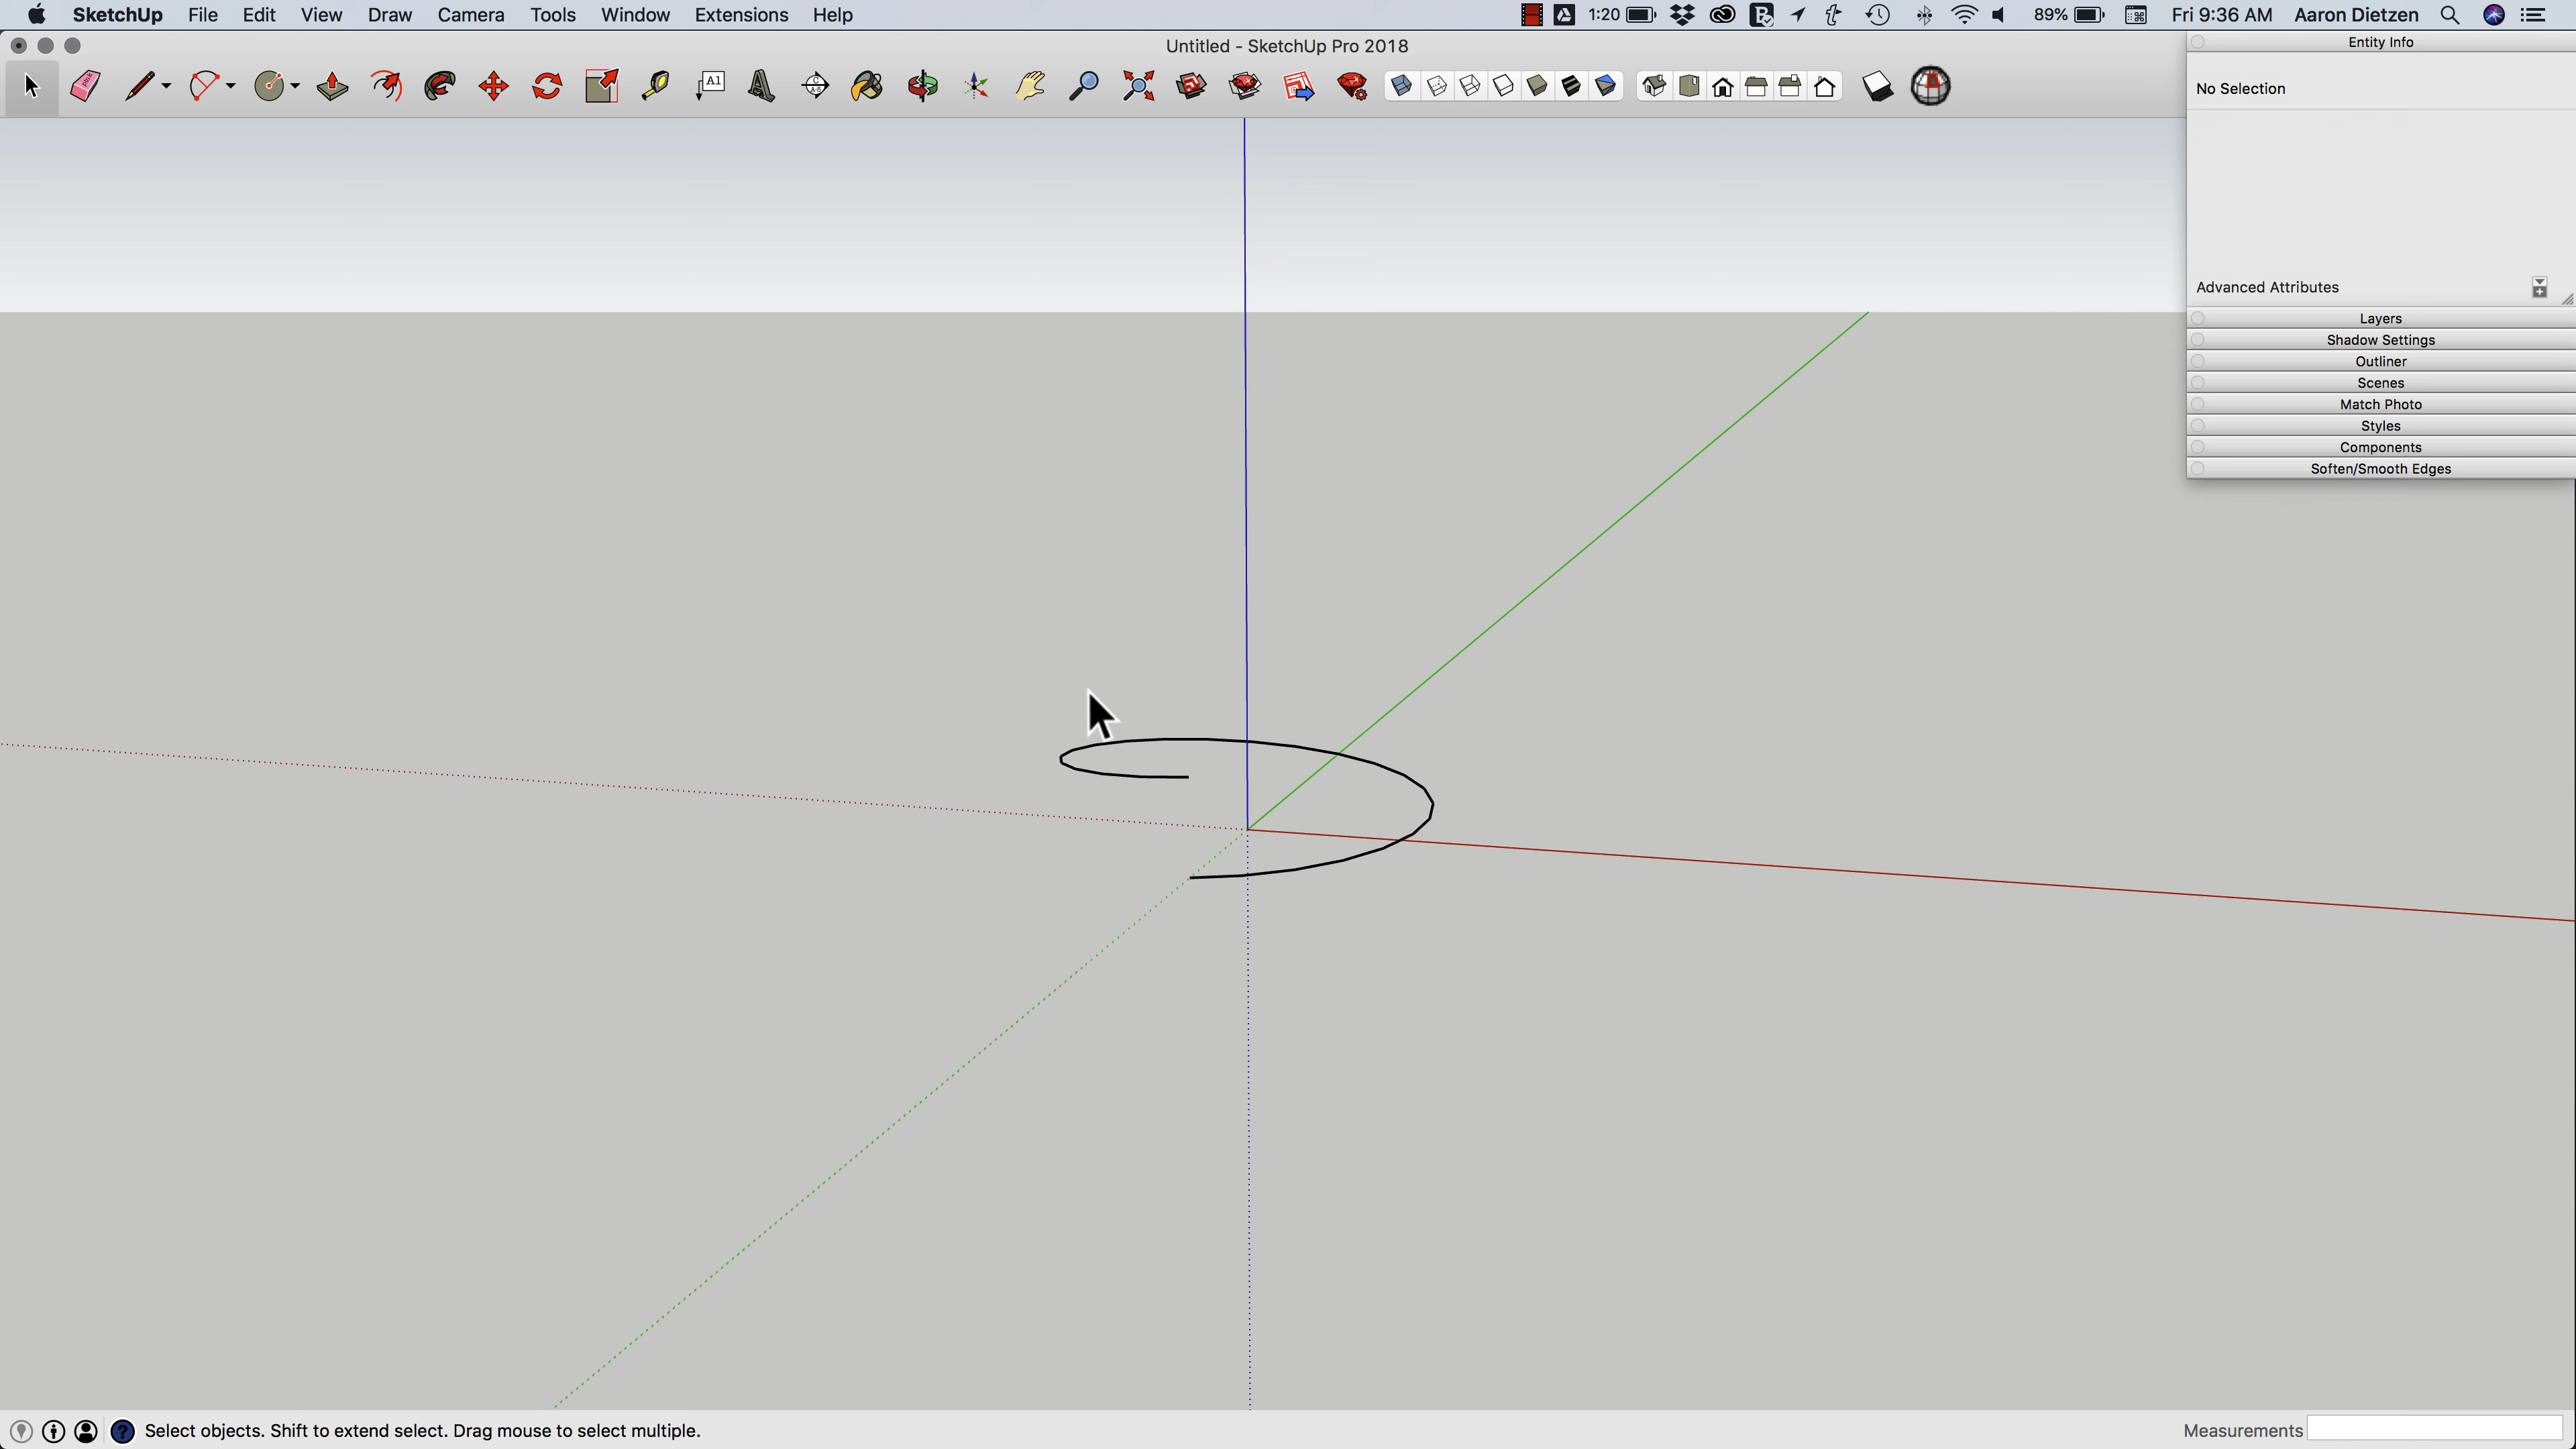 SketchUp File Edit View Draw Camera Tools Window Extensions Help 1:20 89% Fri 9:36 AM Aaron Dietzen
Untitled - SketchUp Pro 2018
Entity Info
No Selection
Advanced Attributes
Layers
Shadow Settings
Outliner
Scenes
Match Photo
Styles
Components
Soften/Smooth Edges
Select objects. Shift to extend select. Drag mouse to select multiple.
Measurements